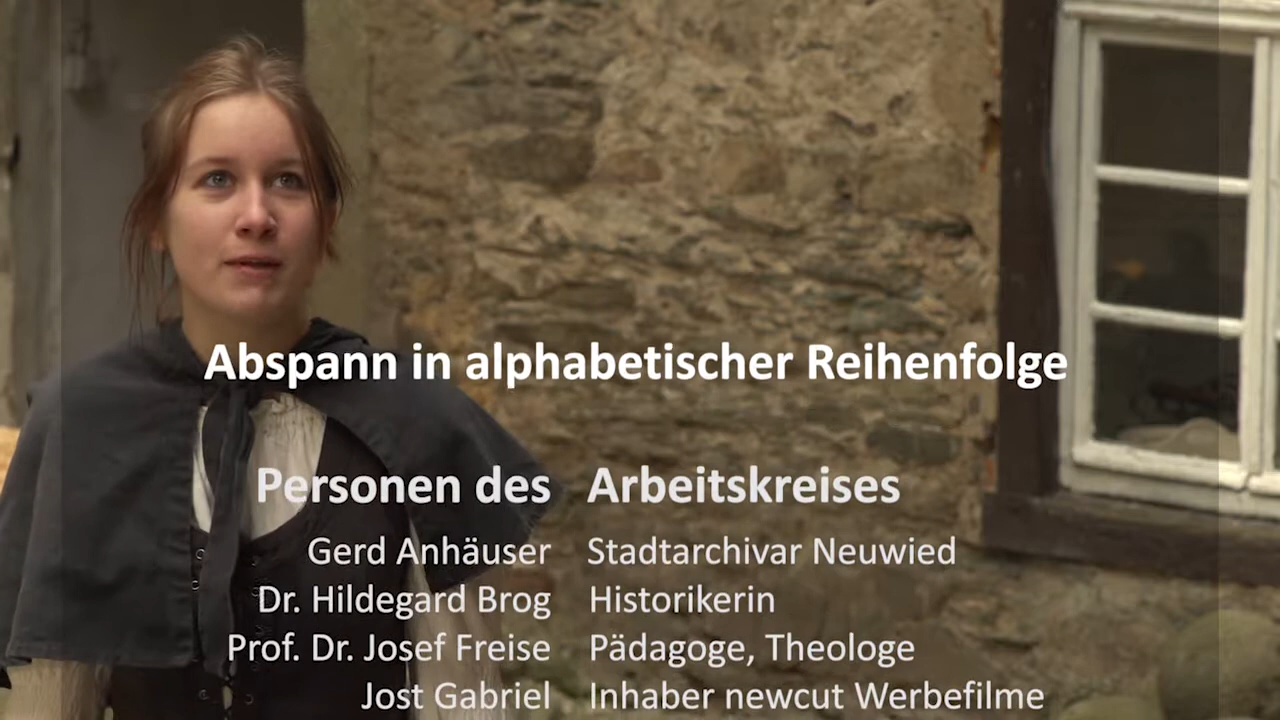 Abspann in alphabetischer Reihenfolge
Personen des Arbeitskreises
Gerd Anhäuser Stadtarchivar Neuwied
Dr. Hildegard Brog Historikerin
Prof. Dr. Josef Freise Pädagoge, Theologe
Jost Gabriel Inhaber newcut Werbefilme